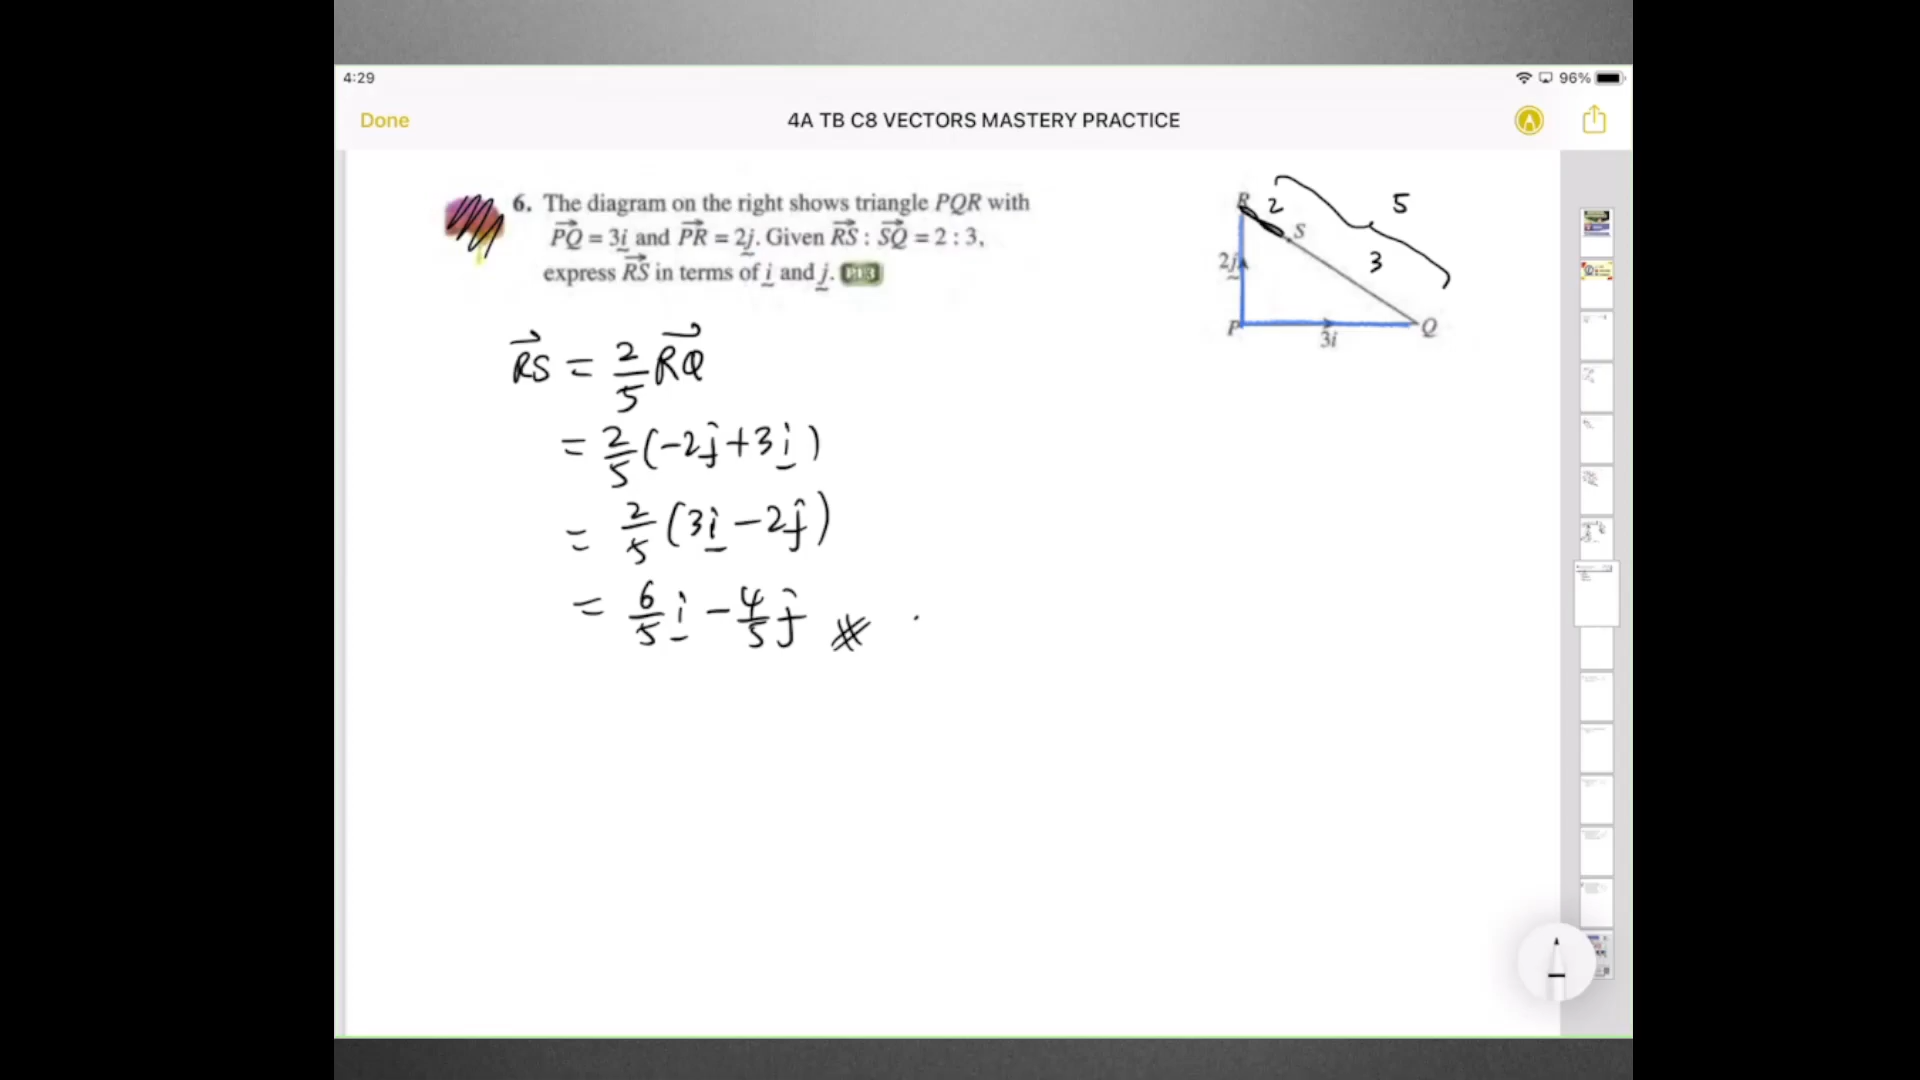 4:29
96%
Done
4A TB C8 VECTORS MASTERY PRACTICE
6. The diagram on the right shows triangle PQR with
PQ = 3i and PR = 2j. Given RS : SQ = 2 : 3,
express RS in terms of i and j.
R
2
5
S
3
2j
P
3i
Q
RS = 2/5 RQ
= 2/5 (-2j + 3i)
= 2/5 (3i - 2j)
= 6/5 i - 4/5 j